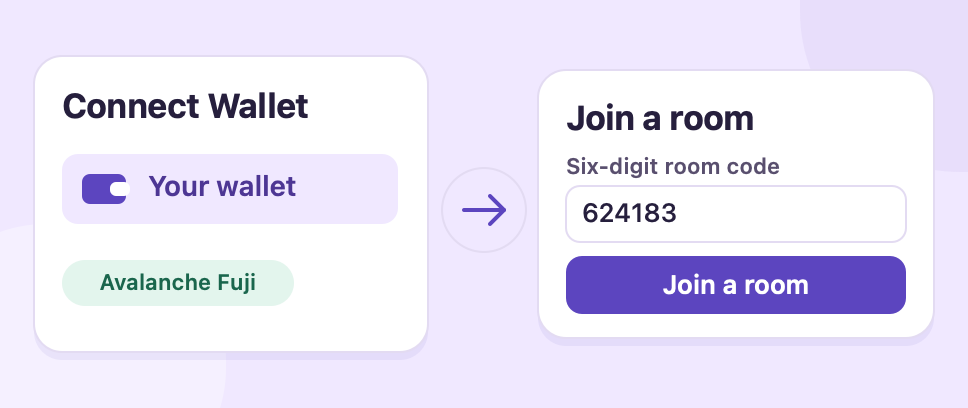 Connect Wallet
Your wallet
Avalanche Fuji
Join a room
Six-digit room code
624183
Join a room